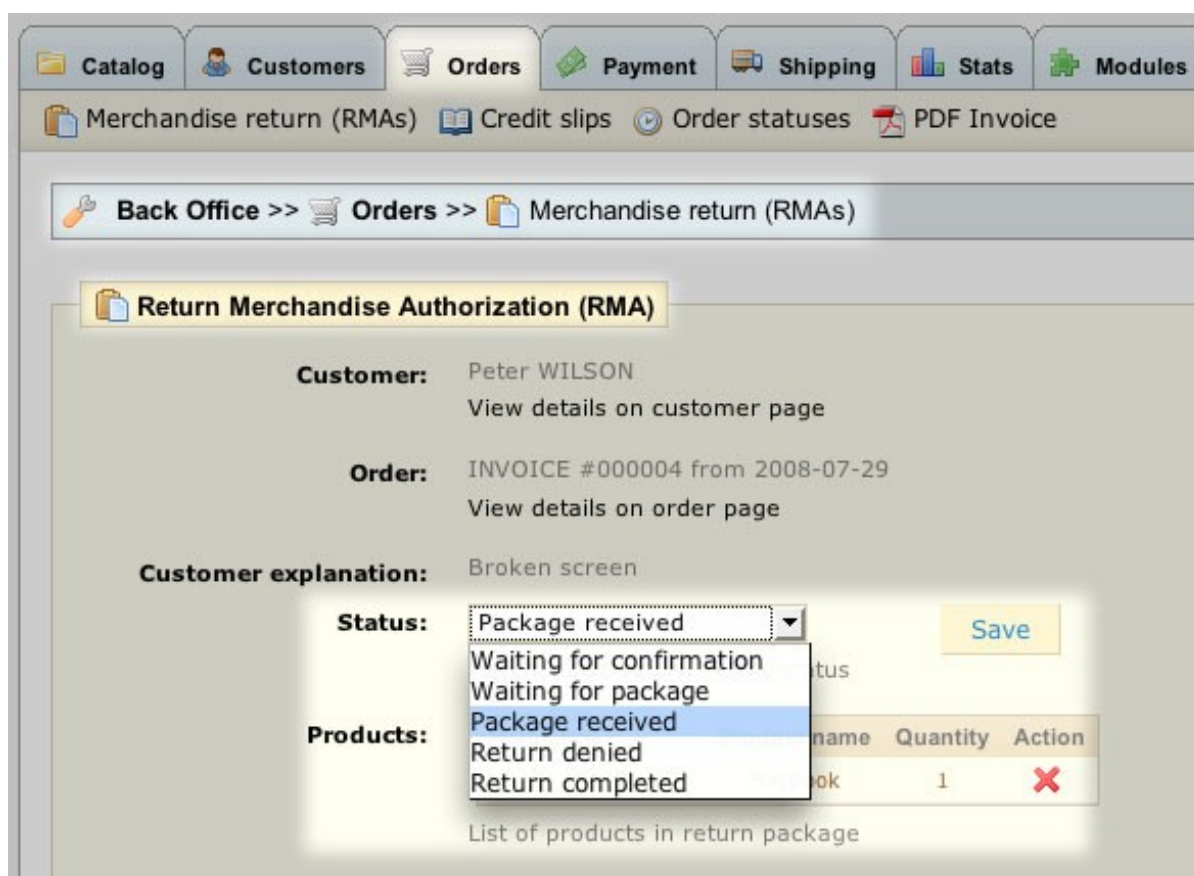 Catalog Customers Orders Payment Shipping Stats Modules
Merchandise return (RMAs) Credit slips Order statuses PDF Invoice
Back Office >> Orders >> Merchandise return (RMAs)
Return Merchandise Authorization (RMA)
Customer: Peter WILSON
View details on customer page
Order: INVOICE #000004 from 2008-07-29
View details on order page
Customer explanation: Broken screen
Status: Package received Save
Waiting for confirmation
Waiting for package
Package received
Return denied
Return completed
Products: name Quantity Action
1
List of products in return package